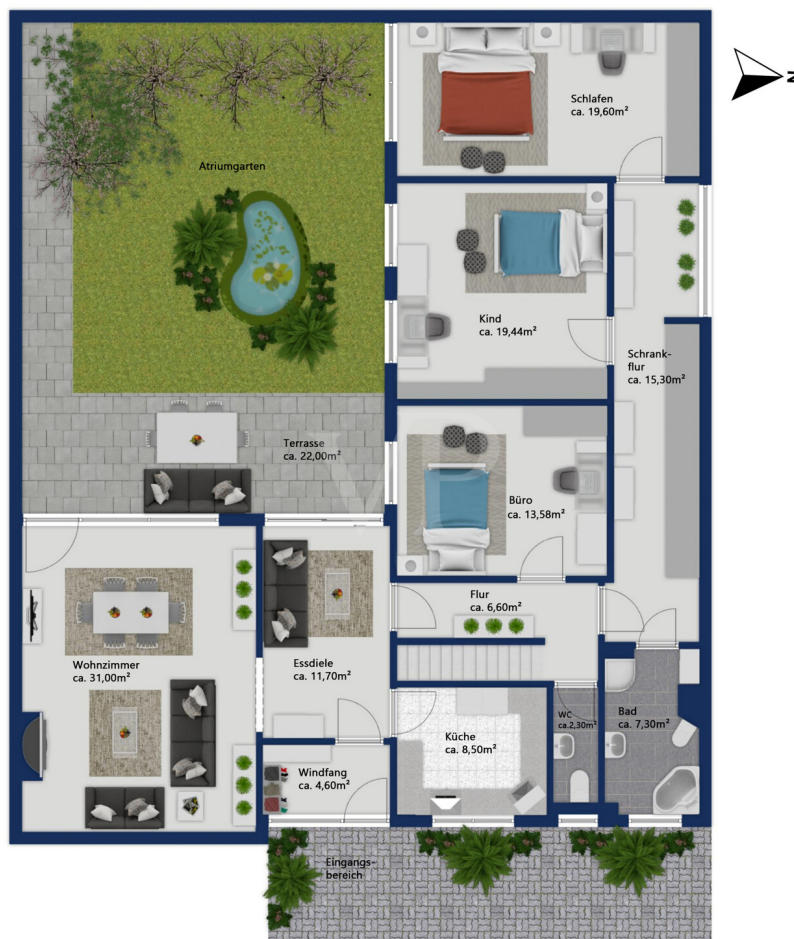 Schlafen
ca. 19,60m²
N
Atriumgarten
Kind
ca. 19,44m²
Schrank-
flur
ca. 15,30m²
Terrasse
ca. 22,00m²
VP
Büro
ca. 13,58m²
Flur
ca. 6,60m²
Wohnzimmer
ca. 31,00m²
Essdiele
ca. 11,70m²
Küche
ca. 8,50m²
WC
ca.2,30m²
Bad
ca. 7,30m²
Windfang
ca. 4,60m²
Eingangs-
bereich